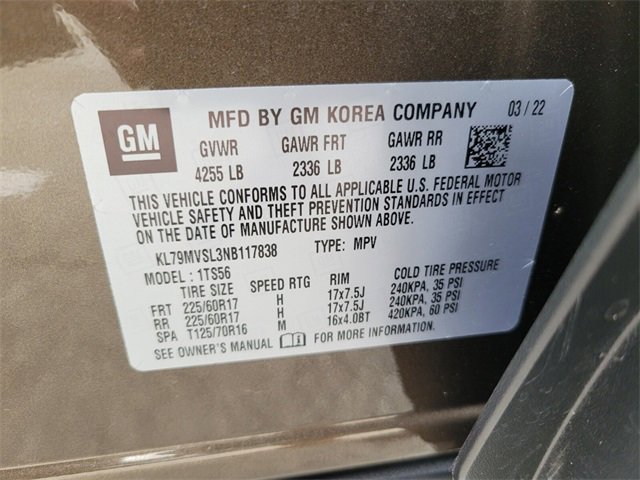 GM
MFD BY GM KOREA COMPANY 03 / 22
GVWR GAWR FRT GAWR RR
4255 LB 2336 LB 2336 LB
THIS VEHICLE CONFORMS TO ALL APPLICABLE U.S. FEDERAL MOTOR
VEHICLE SAFETY AND THEFT PREVENTION STANDARDS IN EFFECT
ON THE DATE OF MANUFACTURE SHOWN ABOVE.
KL79MVSL3NB117838 TYPE: MPV
MODEL : 1TS56
TIRE SIZE SPEED RTG RIM COLD TIRE PRESSURE
FRT 225/60R17 H 17x7.5J 240KPA, 35 PSI
RR 225/60R17 H 17x7.5J 240KPA, 35 PSI
SPA T125/70R16 M 16x4.0BT 420KPA, 60 PSI
SEE OWNER'S MANUAL FOR MORE INFORMATION.